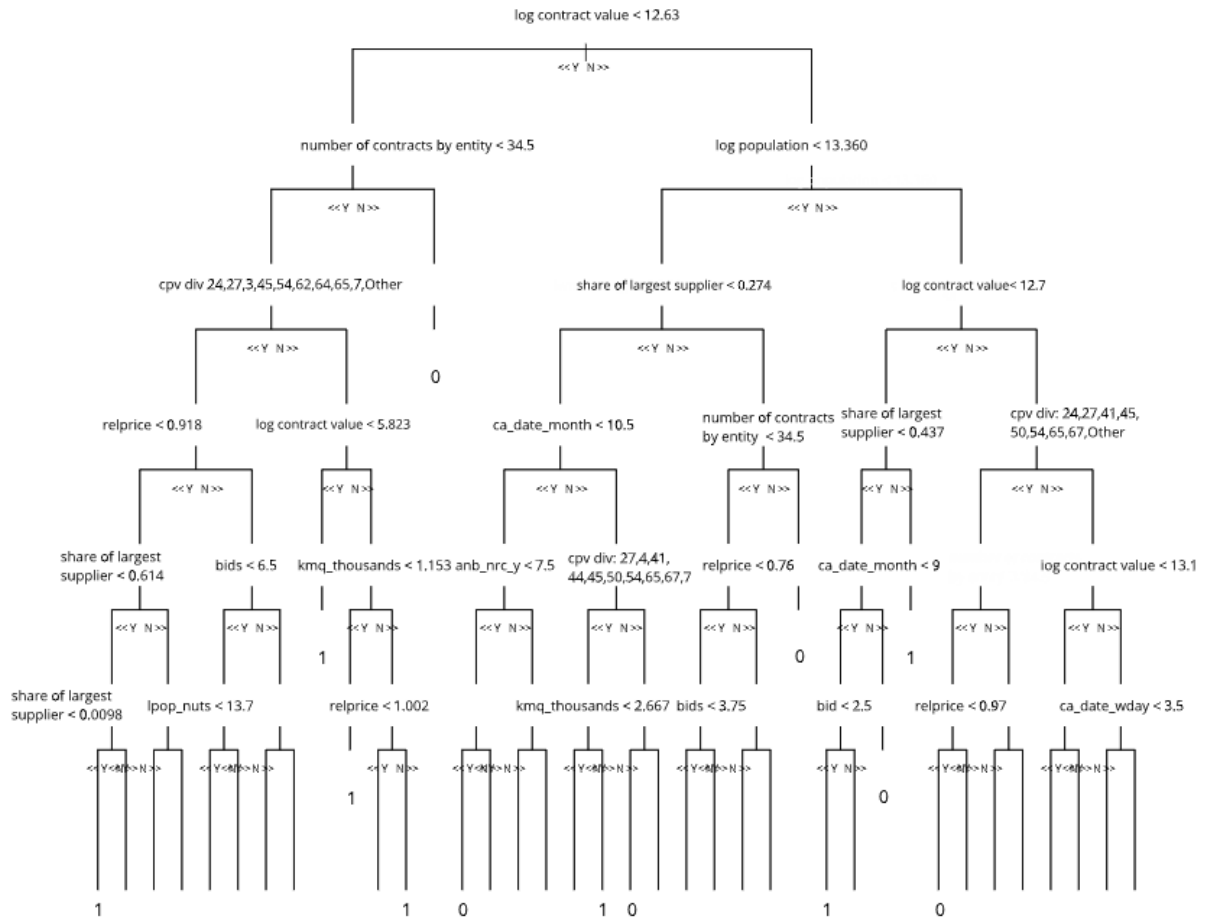 log contract value < 12.63
<<Y N>>
number of contracts by entity < 34.5
log population < 13.360
<<Y N>>
<<Y N>>
cpv div 24,27,3,45,54,62,64,65,7,Other
share of largest supplier < 0.274
log contract value< 12.7
<<Y N>>
<<Y N>>
<<Y N>>
0
relprice < 0.918
log contract value < 5.823
ca_date_month < 10.5
number of contracts
by entity < 34.5
share of largest
supplier < 0.437
cpv div: 24,27,41,45,
50,54,65,67,Other
<<Y N>>
<<Y N>>
<<Y N>>
<<Y N>>
<<Y N>>
<<Y N>>
share of largest
supplier < 0.614
bids < 6.5
kmq_thousands < 1,153
anb_nrc_y < 7.5
cpv div: 27,4,41,
44,45,50,54,65,67,7
relprice < 0.76
ca_date_month < 9
log contract value < 13.1
<<Y N>>
<<Y N>>
<<Y N>>
<<Y N>>
<<Y N>>
<<Y N>>
<<Y N>>
<<Y N>>
<<Y N>>
1
0
1
share of largest
supplier < 0.0098
lpop_nuts < 13.7
relprice < 1.002
kmq_thousands < 2,667
bids < 3.75
bid < 2.5
relprice < 0.97
ca_date_wday < 3.5
<<Y N>>
<<Y N>>
1
0
1
1
0
1
0
1
0